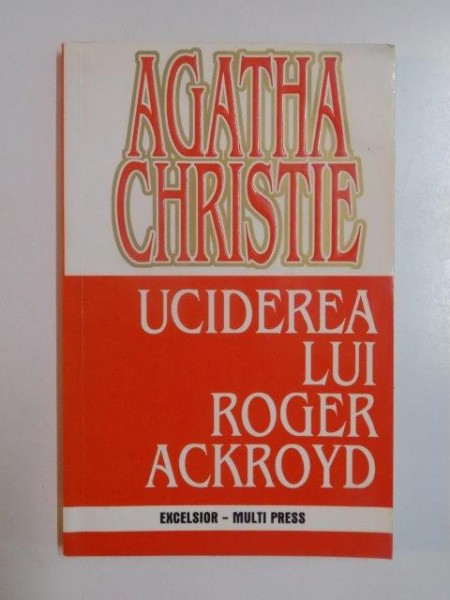 AGATHA
CHRISTIE
UCIDEREA
LUI
ROGER
ACKROYD
EXCELSIOR - MULTI PRESS